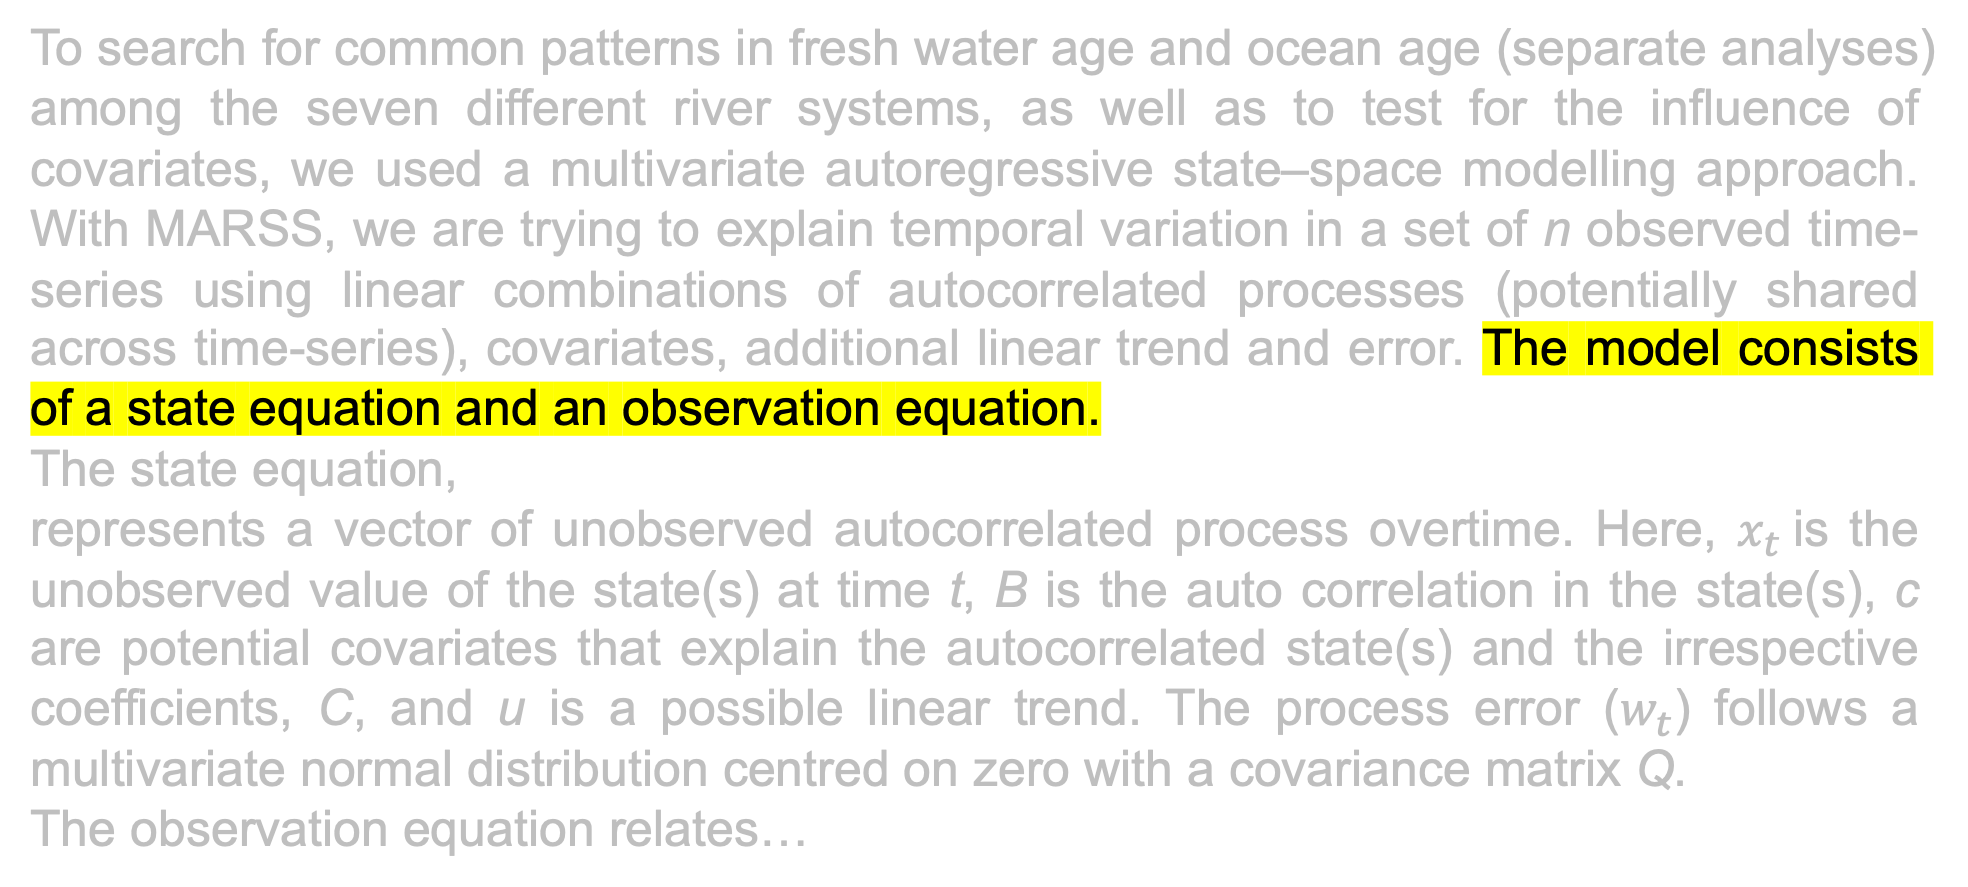 To search for common patterns in fresh water age and ocean age (separate analyses)
among the seven different river systems, as well as to test for the influence of
covariates, we used a multivariate autoregressive state–space modelling approach.
With MARSS, we are trying to explain temporal variation in a set of n observed time-
series using linear combinations of autocorrelated processes (potentially shared
across time-series), covariates, additional linear trend and error. The model consists
of a state equation and an observation equation.
The state equation,
represents a vector of unobserved autocorrelated process overtime. Here, 𝑥ₜ is the
unobserved value of the state(s) at time t, B is the auto correlation in the state(s), c
are potential covariates that explain the autocorrelated state(s) and the irrespective
coefficients, C, and u is a possible linear trend. The process error (𝑤ₜ) follows a
multivariate normal distribution centred on zero with a covariance matrix Q.
The observation equation relates…